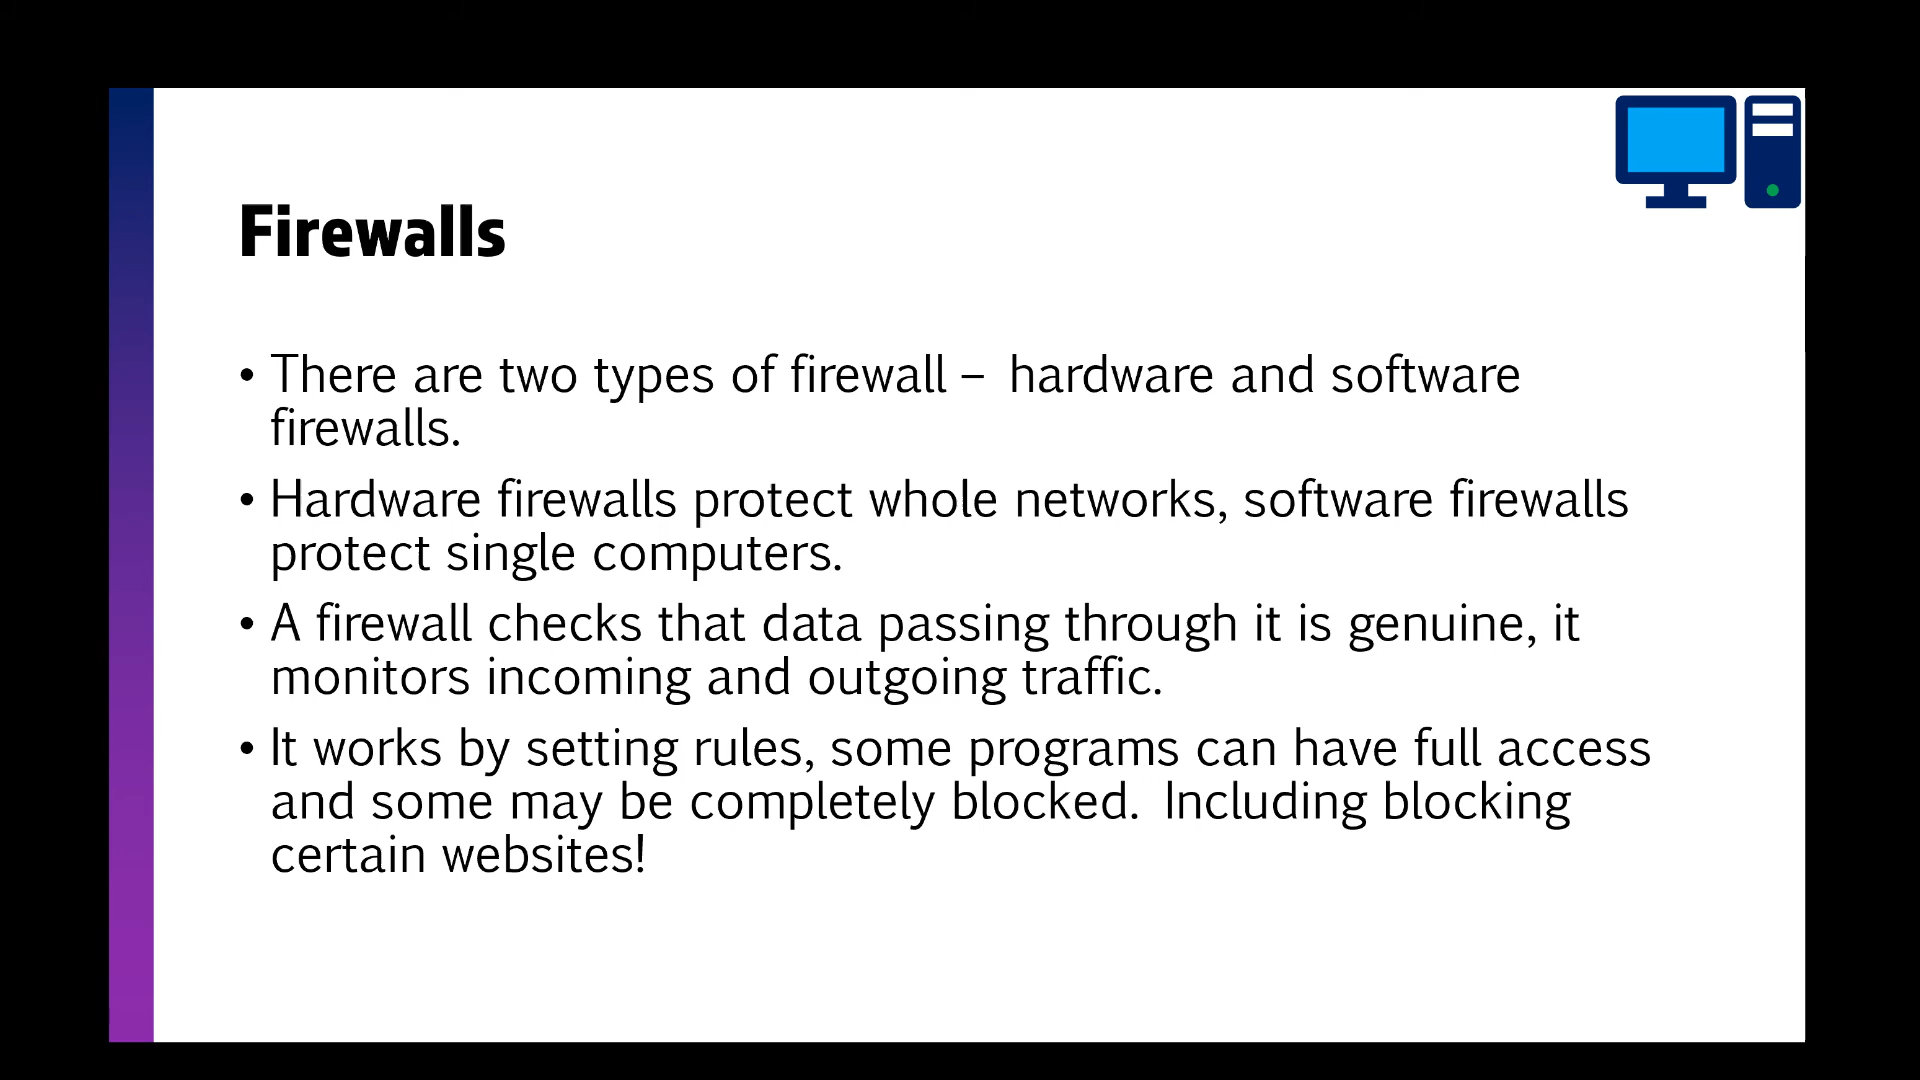 Firewalls
• There are two types of firewall – hardware and software
firewalls.
• Hardware firewalls protect whole networks, software firewalls
protect single computers.
• A firewall checks that data passing through it is genuine, it
monitors incoming and outgoing traffic.
• It works by setting rules, some programs can have full access
and some may be completely blocked. Including blocking
certain websites!